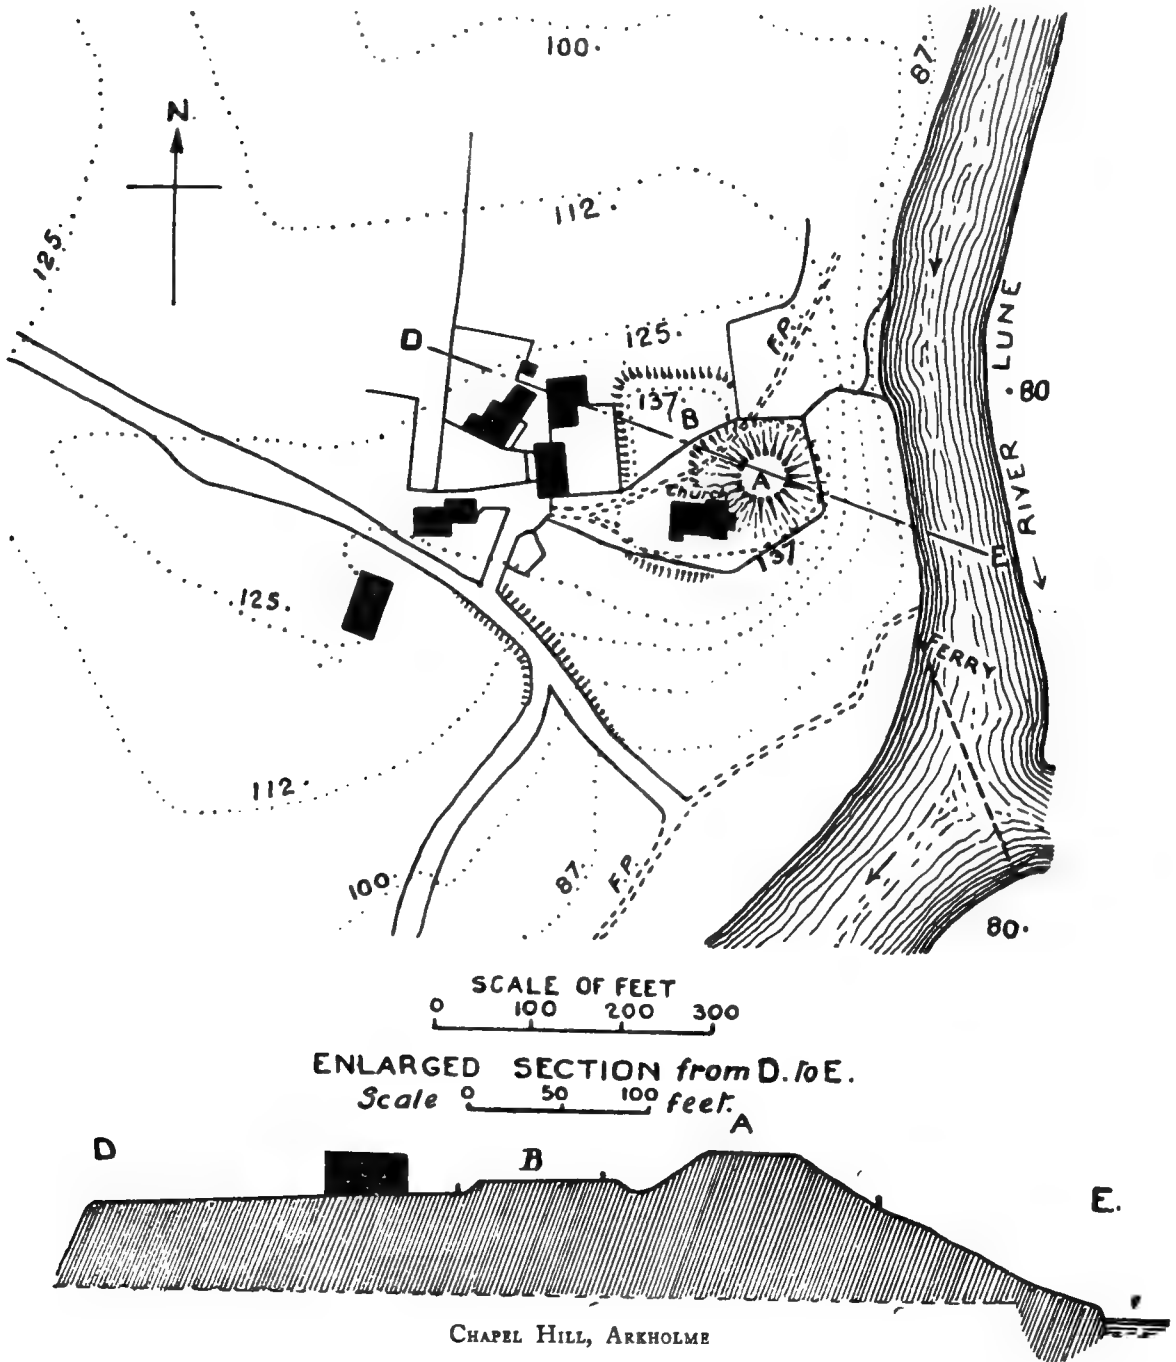 100.
87.
N.
112.
125.
LUNE
D
125.
F.P.
.80
137
B
A
Church
RIVER
137
E
125.
FERRY
112.
100.
87.
F.P.
80.
SCALE OF FEET
0 100 200 300
ENLARGED SECTION from D. to E.
Scale 0 50 100 feet.
A
D
B
E.
CHAPEL HILL, ARKHOLME